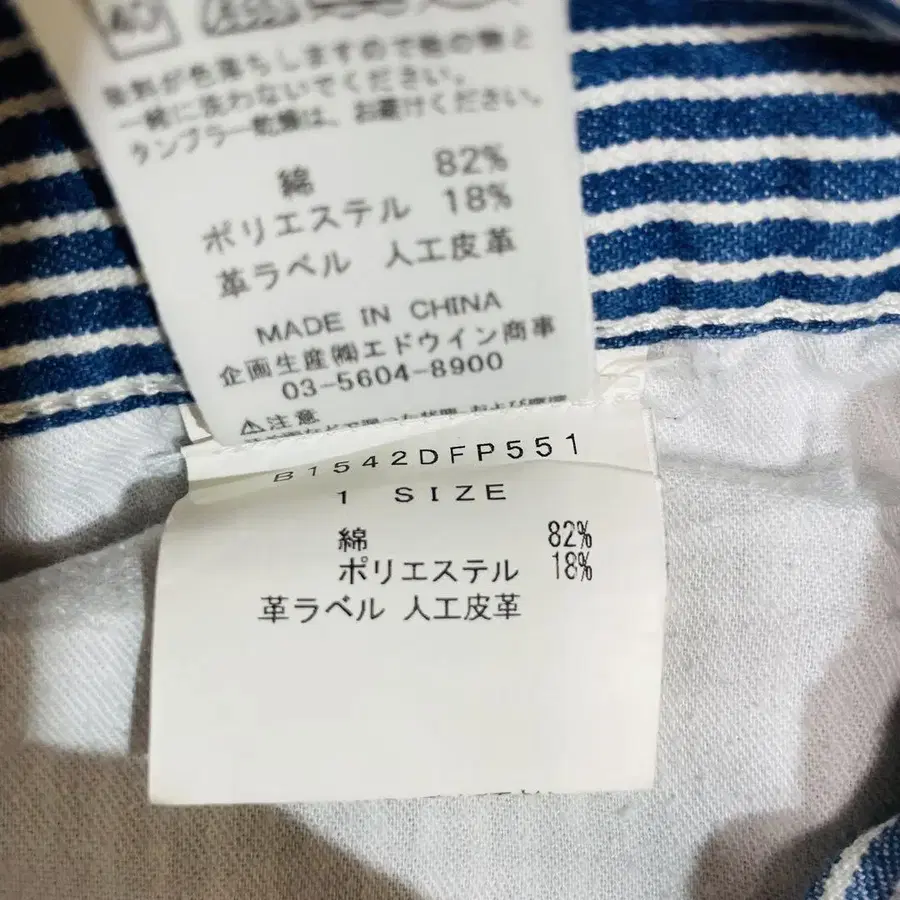 40
染料が色落ちしますので他の物と
一緒に洗わないでください。
タンブラー乾燥は、お避けください。
綿 82%
ポリエステル 18%
革ラベル 人工皮革
MADE IN CHINA
企画生産㈱エドウイン商事
03-5604-8900
⚠注意
B1542DFP551
1 SIZE
綿 82%
ポリエステル 18%
革ラベル 人工皮革